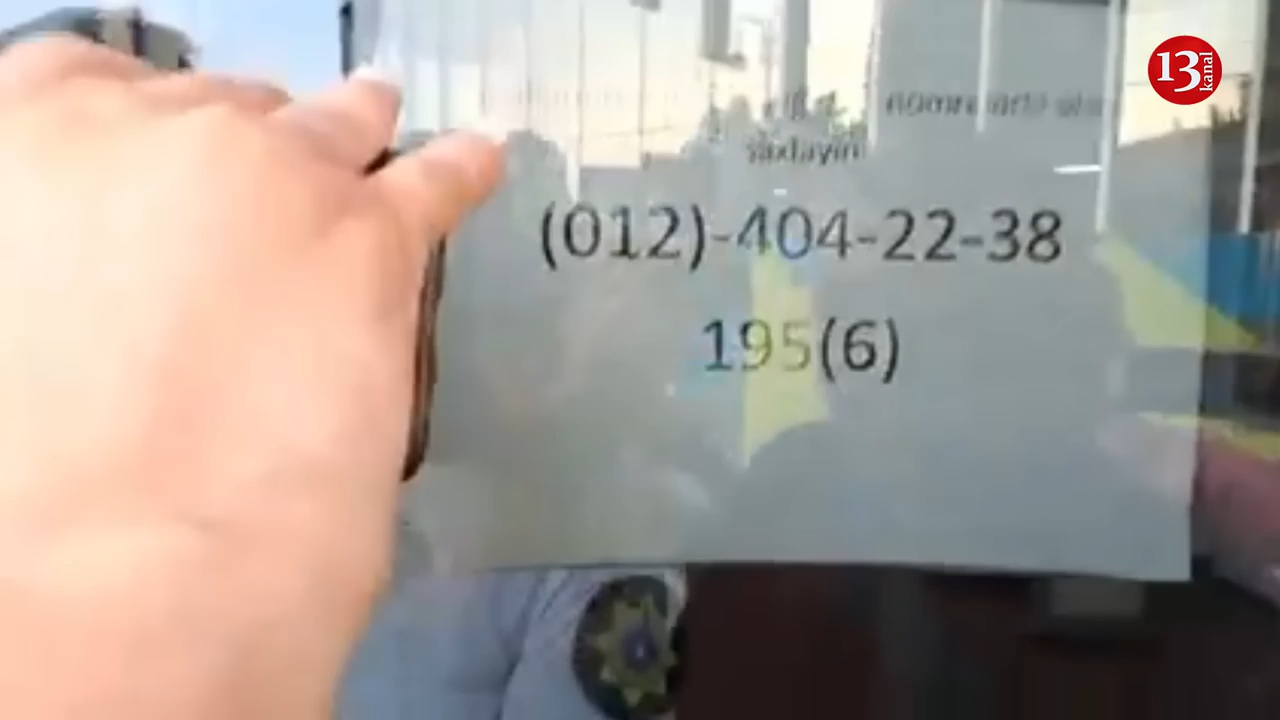 13 kanal
saxlayın
(012)-404-22-38
195(6)